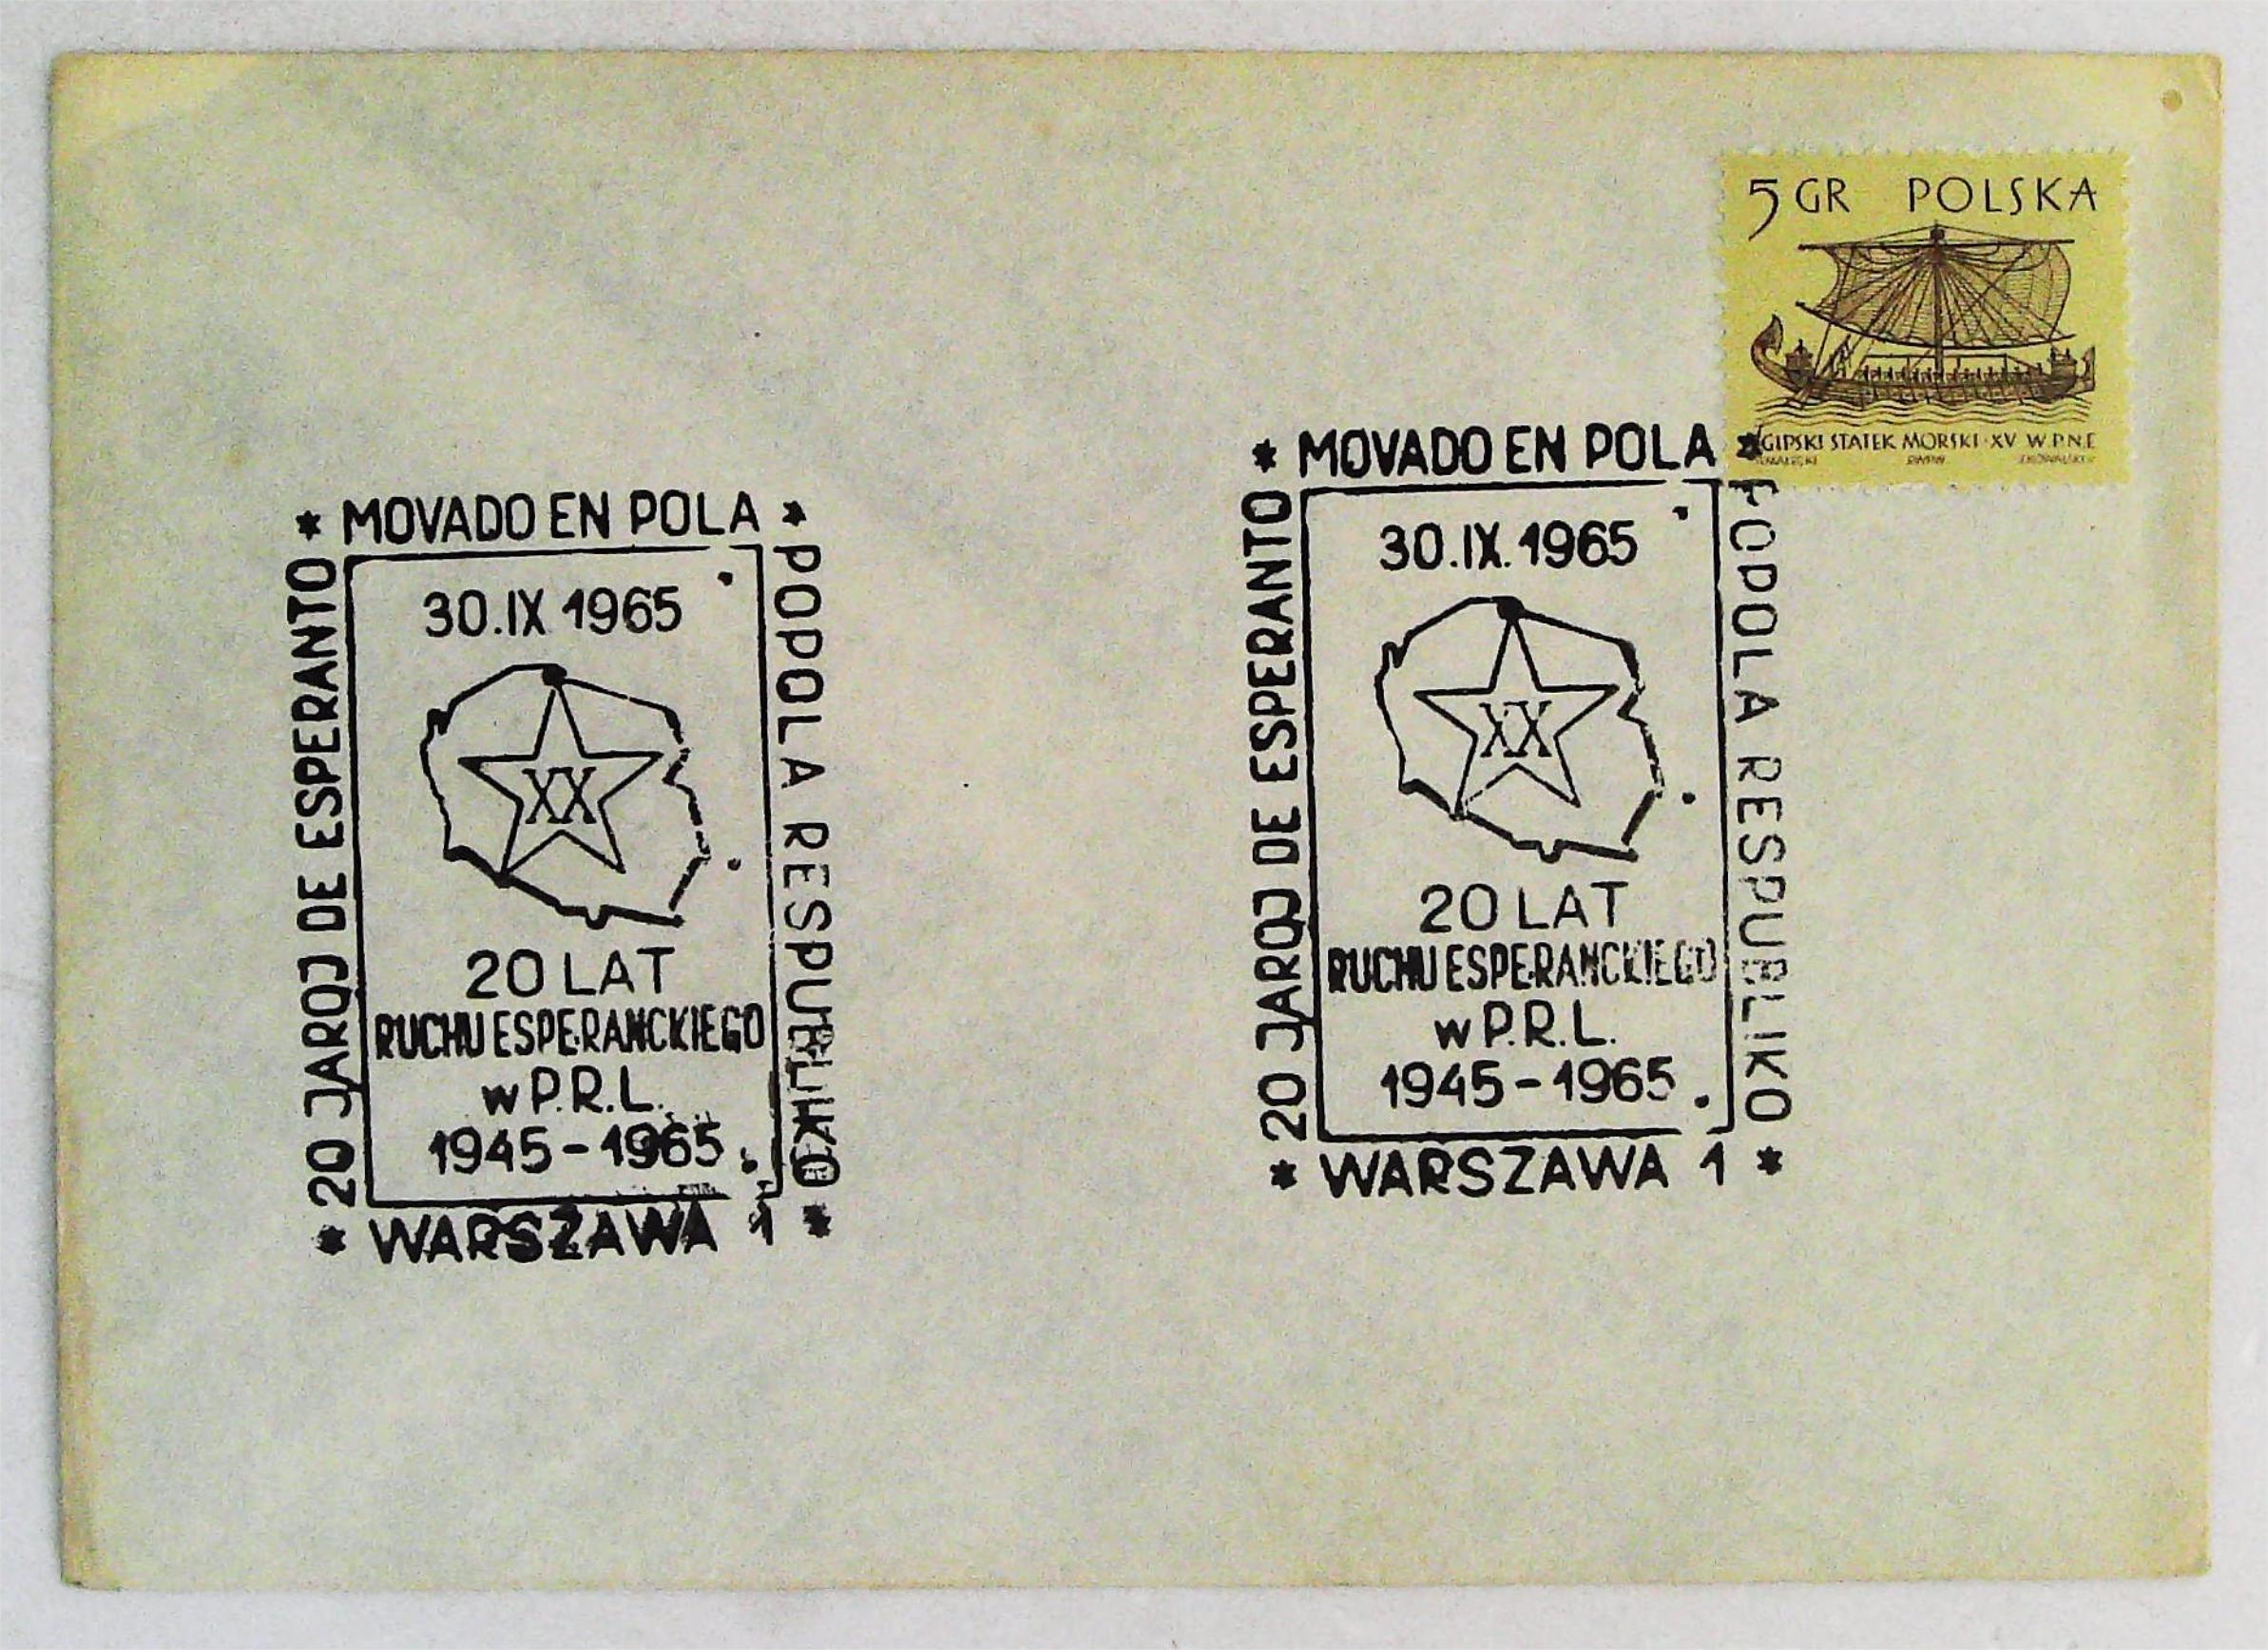 5 GR POLSKA
EGIPSKI STATEK MORSKI · XV W P.N.E
* MOVADO EN POLA *
POPOLA RESPUBLIKO
20 JAROJ DE ESPERANTO
30.IX 1965
XX
20 LAT
RUCHU ESPERANCKIEGO
w P.R.L.
1945-1965
* WARSZAWA 1 *
* MOVADO EN POLA *
POPOLA RESPUBLIKO
20 JAROJ DE ESPERANTO
30.IX.1965
XX
20 LAT
RUCHU ESPERANCKIEGO
w P.R.L.
1945-1965
* WARSZAWA 1 *